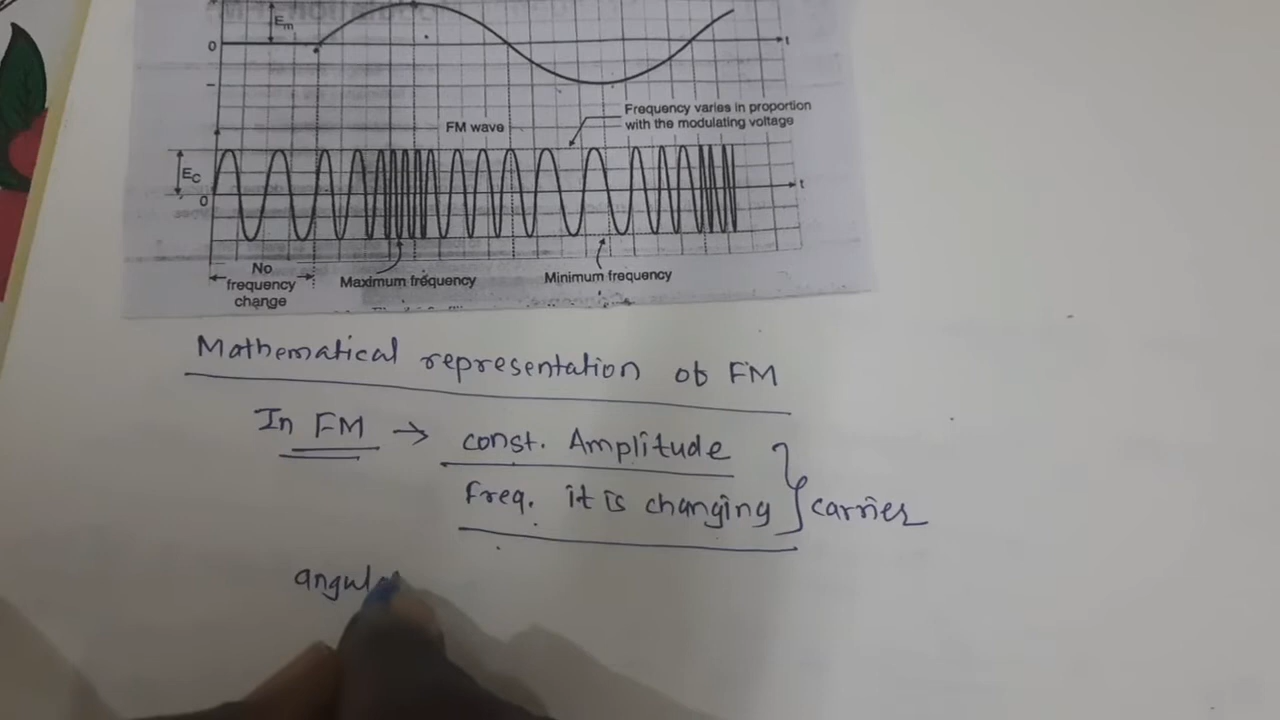 Em
0
t
Frequency varies in proportion
with the modulating voltage
FM wave
EC
0
t
No
frequency
change
Maximum frequency
Minimum frequency
Mathematical representation of FM
In FM → const. Amplitude
Freq. it is changing } carrier
angula